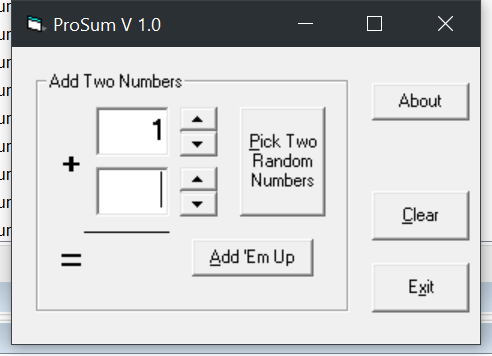 ProSum V 1.0
Add Two Numbers
1
+
=
Pick Two
Random
Numbers
Add 'Em Up
About
Clear
Exit